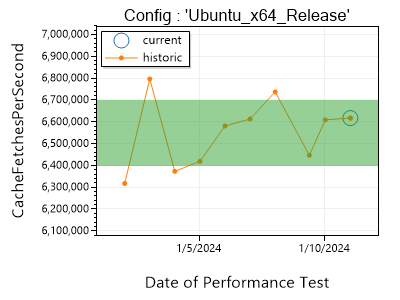 Config : 'Ubuntu_x64_Release'
CacheFetchesPerSecond
7,000,000
6,900,000
6,800,000
6,700,000
6,600,000
6,500,000
6,400,000
6,300,000
6,200,000
6,100,000
current
historic
1/5/2024
1/10/2024
Date of Performance Test